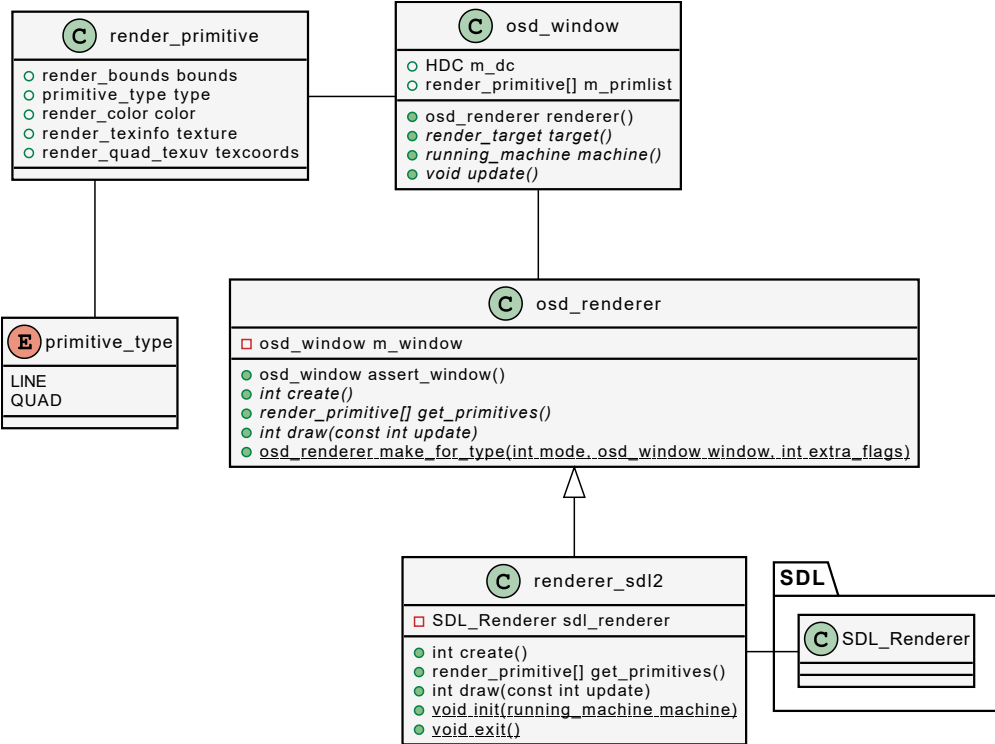 C render_primitive
render_bounds bounds
primitive_type type
render_color color
render_texinfo texture
render_quad_texuv texcoords
C osd_window
HDC m_dc
render_primitive[] m_primlist
osd_renderer renderer()
render_target target()
running_machine machine()
void update()
E primitive_type
LINE
QUAD
C osd_renderer
osd_window m_window
osd_window assert_window()
int create()
render_primitive[] get_primitives()
int draw(const int update)
osd_renderer make_for_type(int mode, osd_window window, int extra_flags)
C renderer_sdl2
SDL_Renderer sdl_renderer
int create()
render_primitive[] get_primitives()
int draw(const int update)
void init(running_machine machine)
void exit()
SDL
C SDL_Renderer